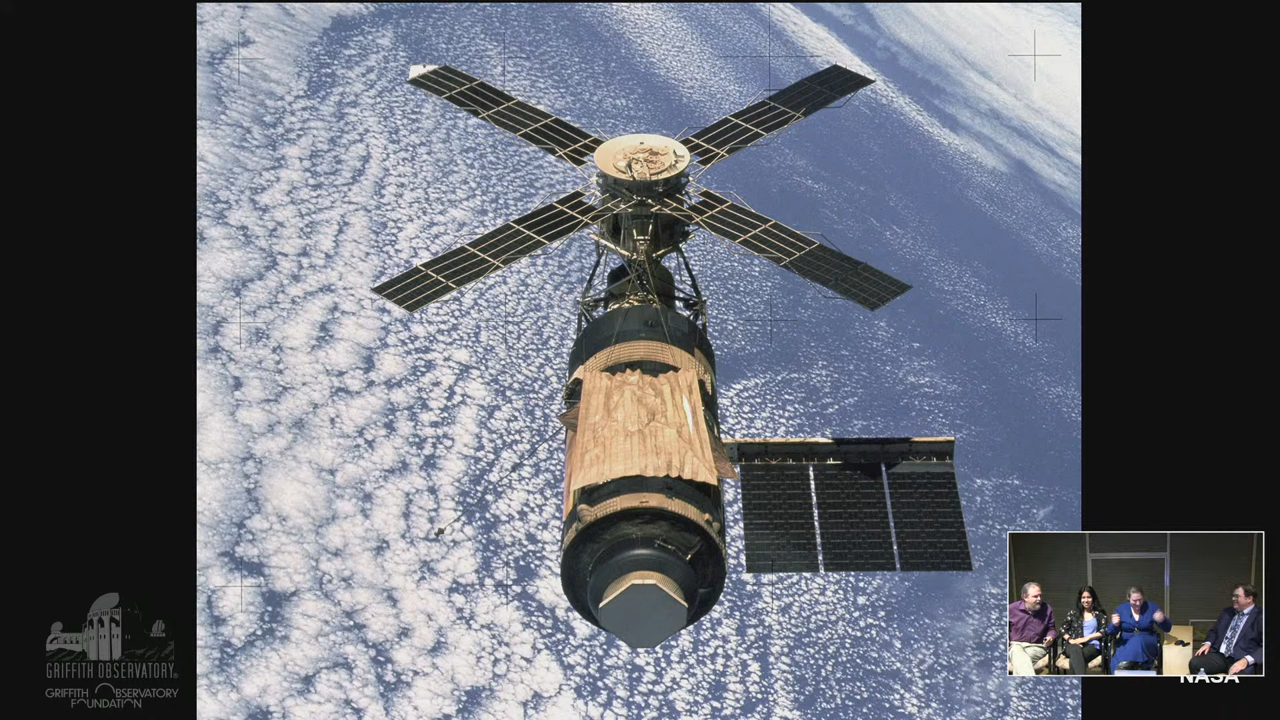 GRIFFITH OBSERVATORY®
GRIFFITH OBSERVATORY
FOUNDATION
NASA